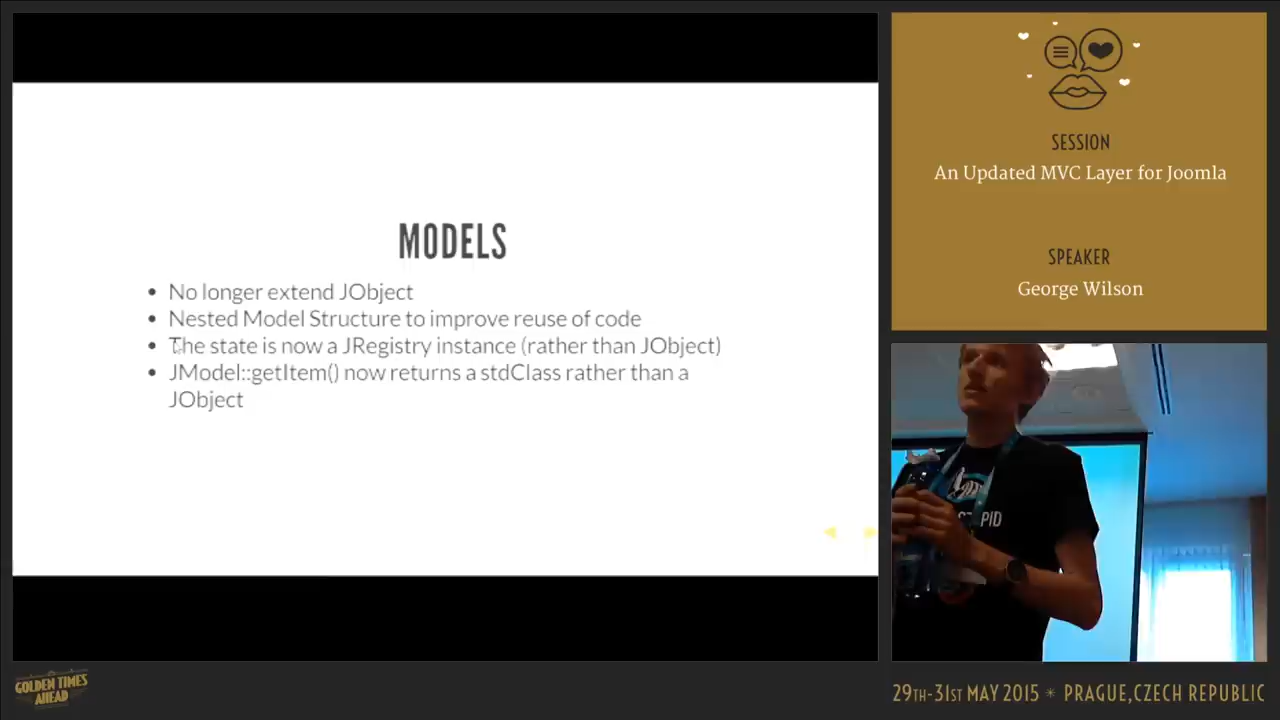 MODELS
No longer extend JObject
Nested Model Structure to improve reuse of code
The state is now a JRegistry instance (rather than JObject)
JModel::getItem() now returns a stdClass rather than a
JObject
SESSION
An Updated MVC Layer for Joomla
SPEAKER
George Wilson
PID
GOLDEN TIMES
AHEAD
29TH-31ST MAY 2015 * PRAGUE, CZECH REPUBLIC